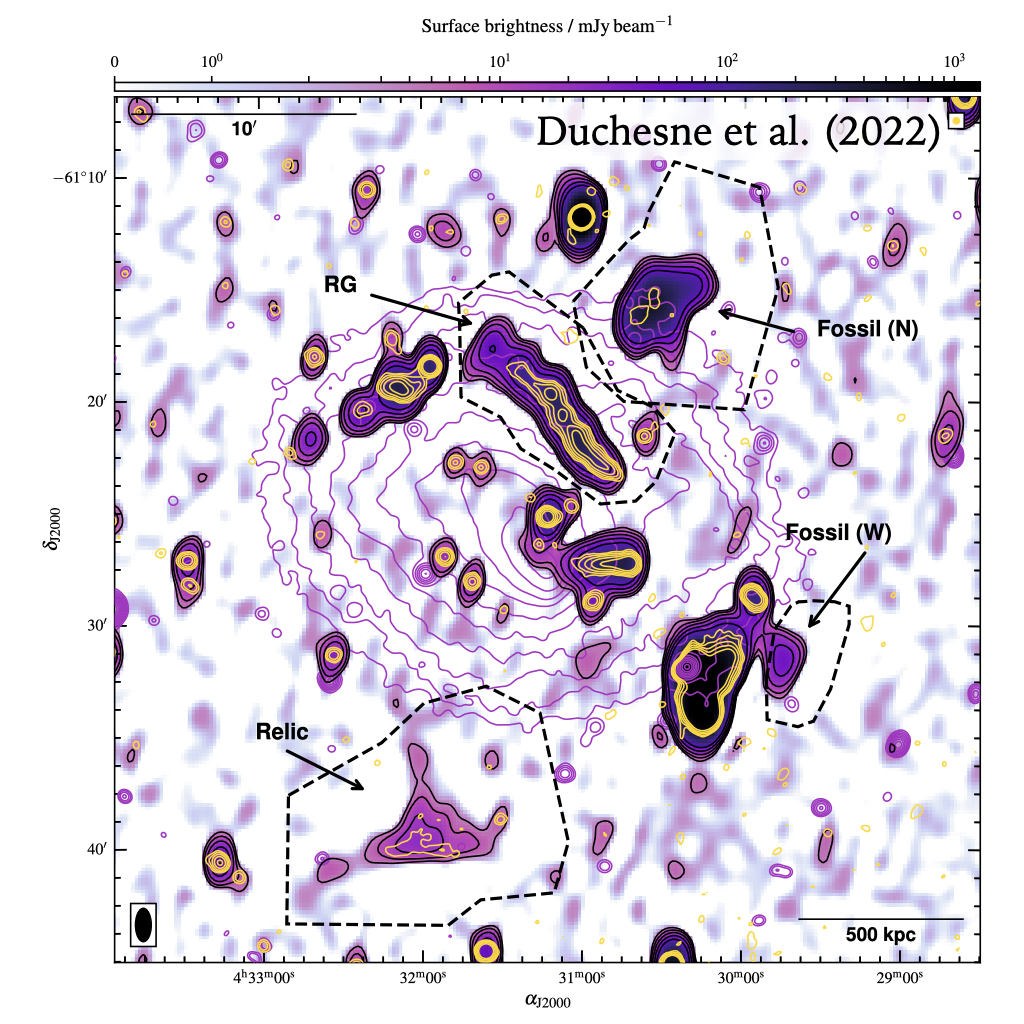 Surface brightness / mJy beam⁻¹
0 10⁰ 10¹ 10² 10³
10′
Duchesne et al. (2022)
−61°10′
RG
Fossil (N)
20′
Fossil (W)
δJ2000
30′
Relic
40′
500 kpc
4ʰ33ᵐ00ˢ 32ᵐ00ˢ 31ᵐ00ˢ 30ᵐ00ˢ 29ᵐ00ˢ
αJ2000